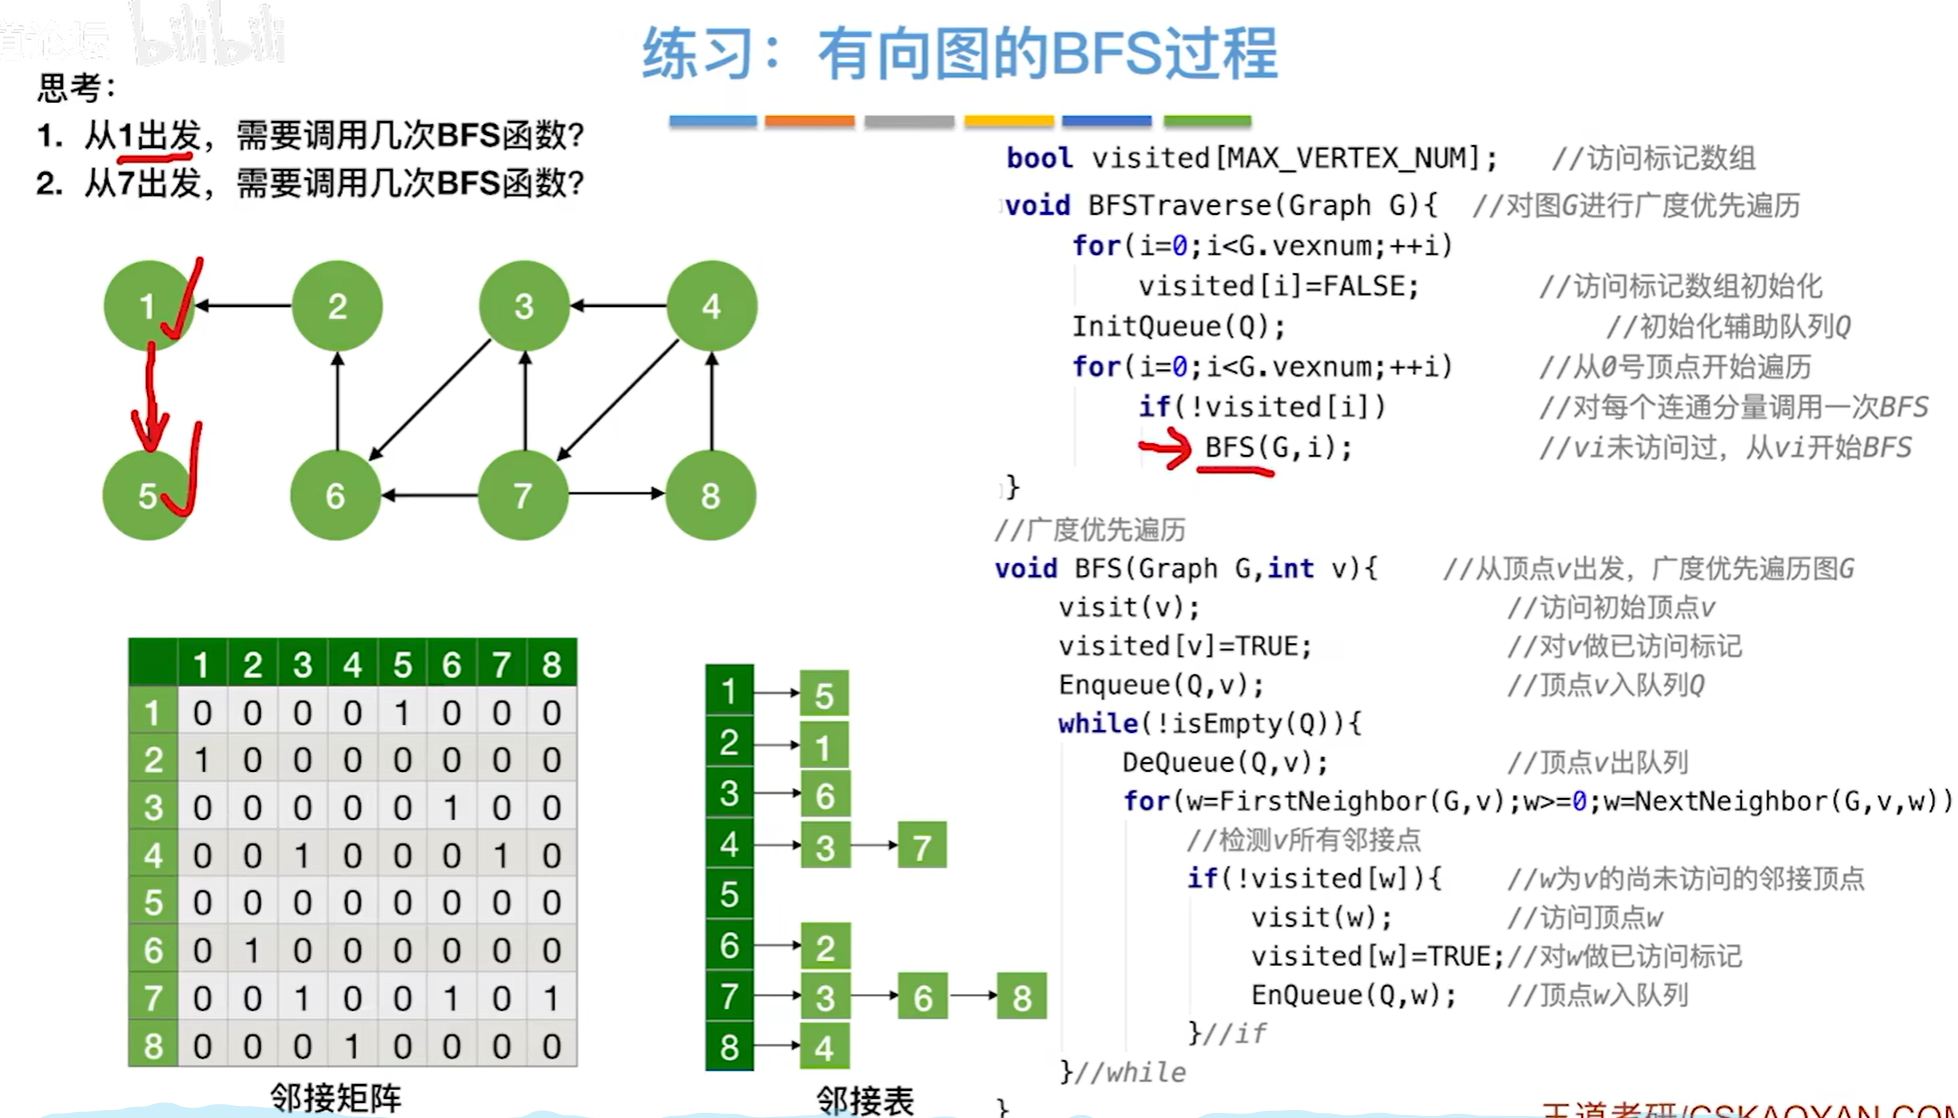 bilibili
练习：有向图的BFS过程
思考：
1. 从1出发，需要调用几次BFS函数？
2. 从7出发，需要调用几次BFS函数？
1 2 3 4
5 6 7 8
1 2 3 4 5 6 7 8
1 0 0 0 0 1 0 0 0
2 1 0 0 0 0 0 0 0
3 0 0 0 0 0 1 0 0
4 0 0 1 0 0 0 1 0
5 0 0 0 0 0 0 0 0
6 0 1 0 0 0 0 0 0
7 0 0 1 0 0 1 0 1
8 0 0 0 1 0 0 0 0
邻接矩阵
1 5
2 1
3 6
4 3 7
5
6 2
7 3 6 8
8 4
邻接表
bool visited[MAX_VERTEX_NUM]; //访问标记数组
void BFSTraverse(Graph G){ //对图G进行广度优先遍历
for(i=0;i<G.vexnum;++i)
visited[i]=FALSE; //访问标记数组初始化
InitQueue(Q); //初始化辅助队列Q
for(i=0;i<G.vexnum;++i) //从0号顶点开始遍历
if(!visited[i]) //对每个连通分量调用一次BFS
BFS(G,i); //vi未访问过，从vi开始BFS
}
//广度优先遍历
void BFS(Graph G,int v){ //从顶点v出发，广度优先遍历图G
visit(v); //访问初始顶点v
visited[v]=TRUE; //对v做已访问标记
Enqueue(Q,v); //顶点v入队列Q
while(!isEmpty(Q)){
DeQueue(Q,v); //顶点v出队列
for(w=FirstNeighbor(G,v);w>=0;w=NextNeighbor(G,v,w))
//检测v所有邻接点
if(!visited[w]){ //w为v的尚未访问的邻接顶点
visit(w); //访问顶点w
visited[w]=TRUE;//对w做已访问标记
EnQueue(Q,w); //顶点w入队列
}//if
}//while
}
王道考研/CSKAOYAN.COM